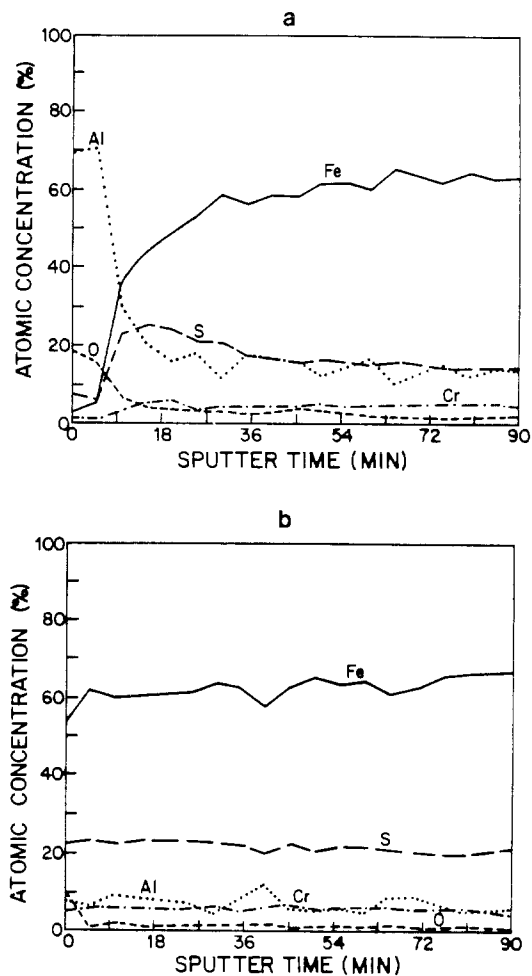 a
ATOMIC CONCENTRATION (%)
100
80
60
40
20
0
Al
Fe
O
S
Cr
0 18 36 54 72 90
SPUTTER TIME (MIN)
b
ATOMIC CONCENTRATION (%)
100
80
60
40
20
0
Fe
S
Al
Cr
O
0 18 36 54 72 90
SPUTTER TIME (MIN)